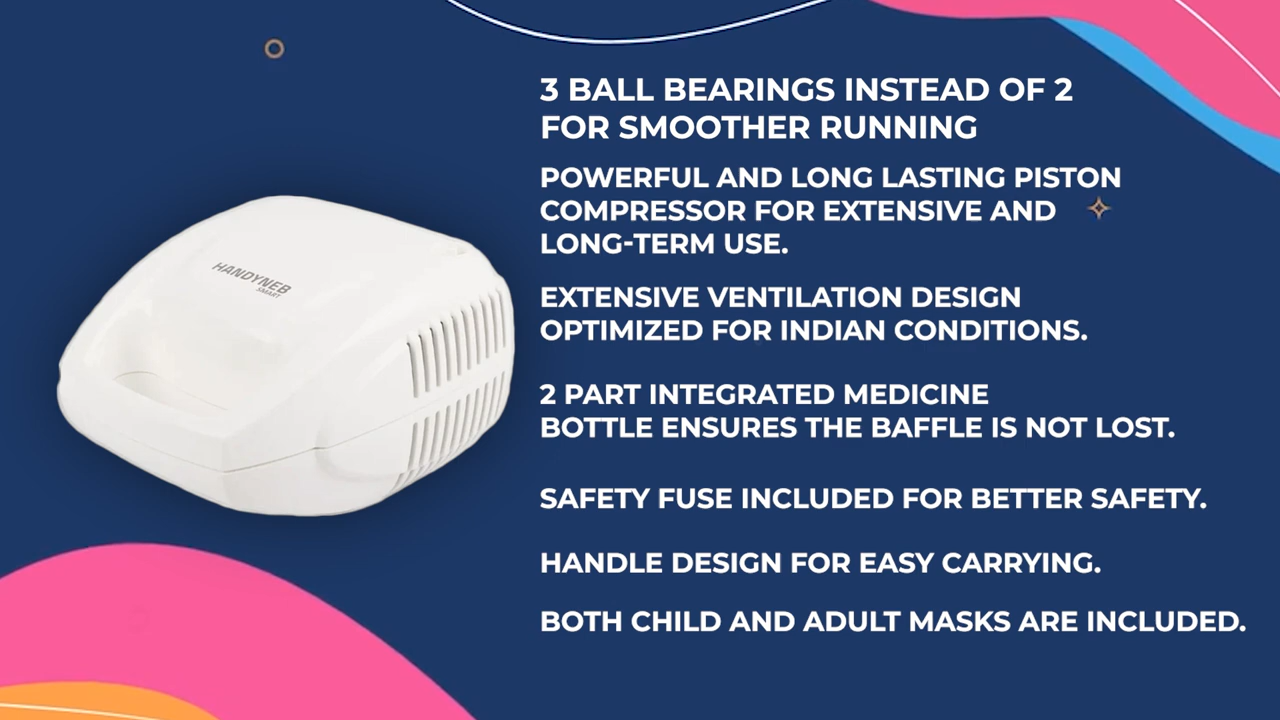 HANDYNEB
SMART
3 BALL BEARINGS INSTEAD OF 2
FOR SMOOTHER RUNNING
POWERFUL AND LONG LASTING PISTON
COMPRESSOR FOR EXTENSIVE AND
LONG-TERM USE.
EXTENSIVE VENTILATION DESIGN
OPTIMIZED FOR INDIAN CONDITIONS.
2 PART INTEGRATED MEDICINE
BOTTLE ENSURES THE BAFFLE IS NOT LOST.
SAFETY FUSE INCLUDED FOR BETTER SAFETY.
HANDLE DESIGN FOR EASY CARRYING.
BOTH CHILD AND ADULT MASKS ARE INCLUDED.